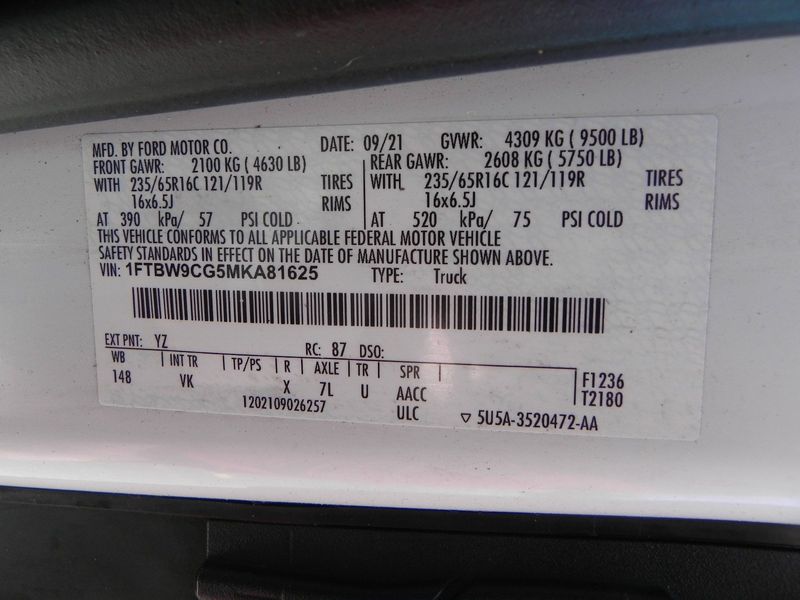 MFD. BY FORD MOTOR CO. DATE: 09/21 GVWR: 4309 KG ( 9500 LB)
FRONT GAWR: 2100 KG ( 4630 LB) REAR GAWR: 2608 KG ( 5750 LB)
WITH 235/65R16C 121/119R TIRES WITH 235/65R16C 121/119R TIRES
16x6.5J RIMS 16x6.5J RIMS
AT 390 kPa/ 57 PSI COLD AT 520 kPa/ 75 PSI COLD
THIS VEHICLE CONFORMS TO ALL APPLICABLE FEDERAL MOTOR VEHICLE
SAFETY STANDARDS IN EFFECT ON THE DATE OF MANUFACTURE SHOWN ABOVE.
VIN: 1FTBW9CG5MKA81625 TYPE: Truck
EXT PNT: YZ RC: 87 DSO:
WB INT TR TP/PS R AXLE TR SPR
148 VK X 7L U AACC F1236
ULC T2180
1202109026257 5U5A-3520472-AA